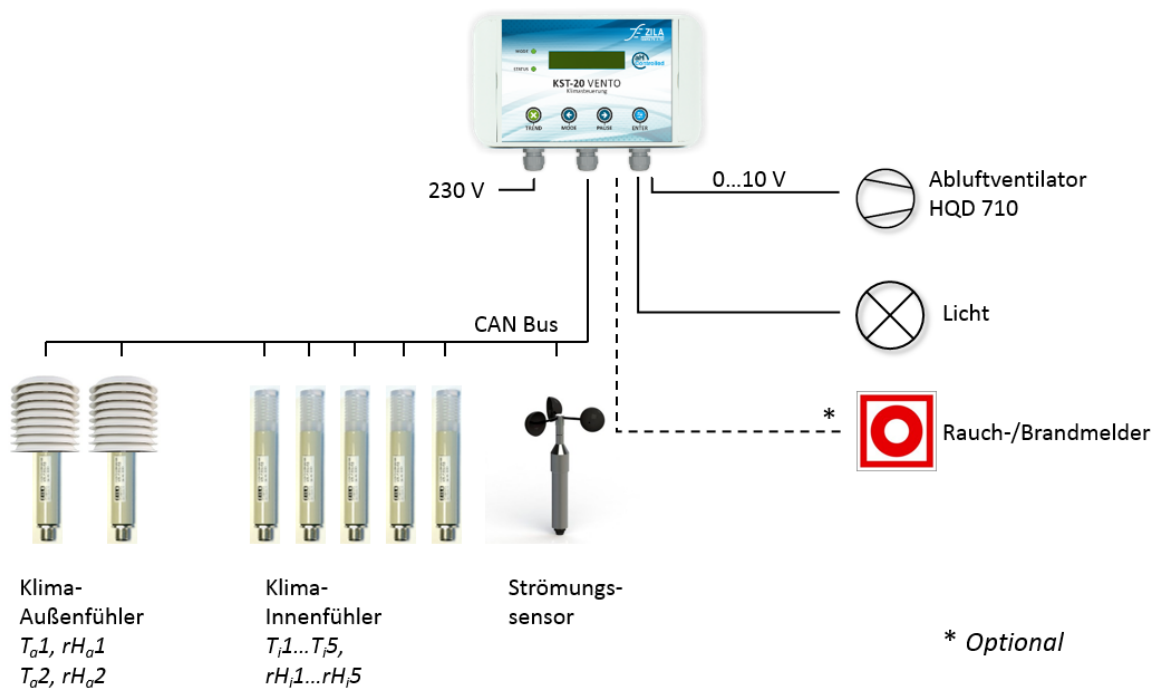 ZILA
MODE
controlled
STATUS
KST-20 VENTO
Klimasteuerung
TREND
MODE
PAUSE
ENTER
230 V
0...10 V
Abluftventilator
HQD 710
CAN Bus
Licht
*
Rauch-/Brandmelder
Klima-
Außenfühler
Tₐ1, rHₐ1
Tₐ2, rHₐ2
Klima-
Innenfühler
Tᵢ1...Tᵢ5,
rHᵢ1...rHᵢ5
Strömungs-
sensor
* Optional